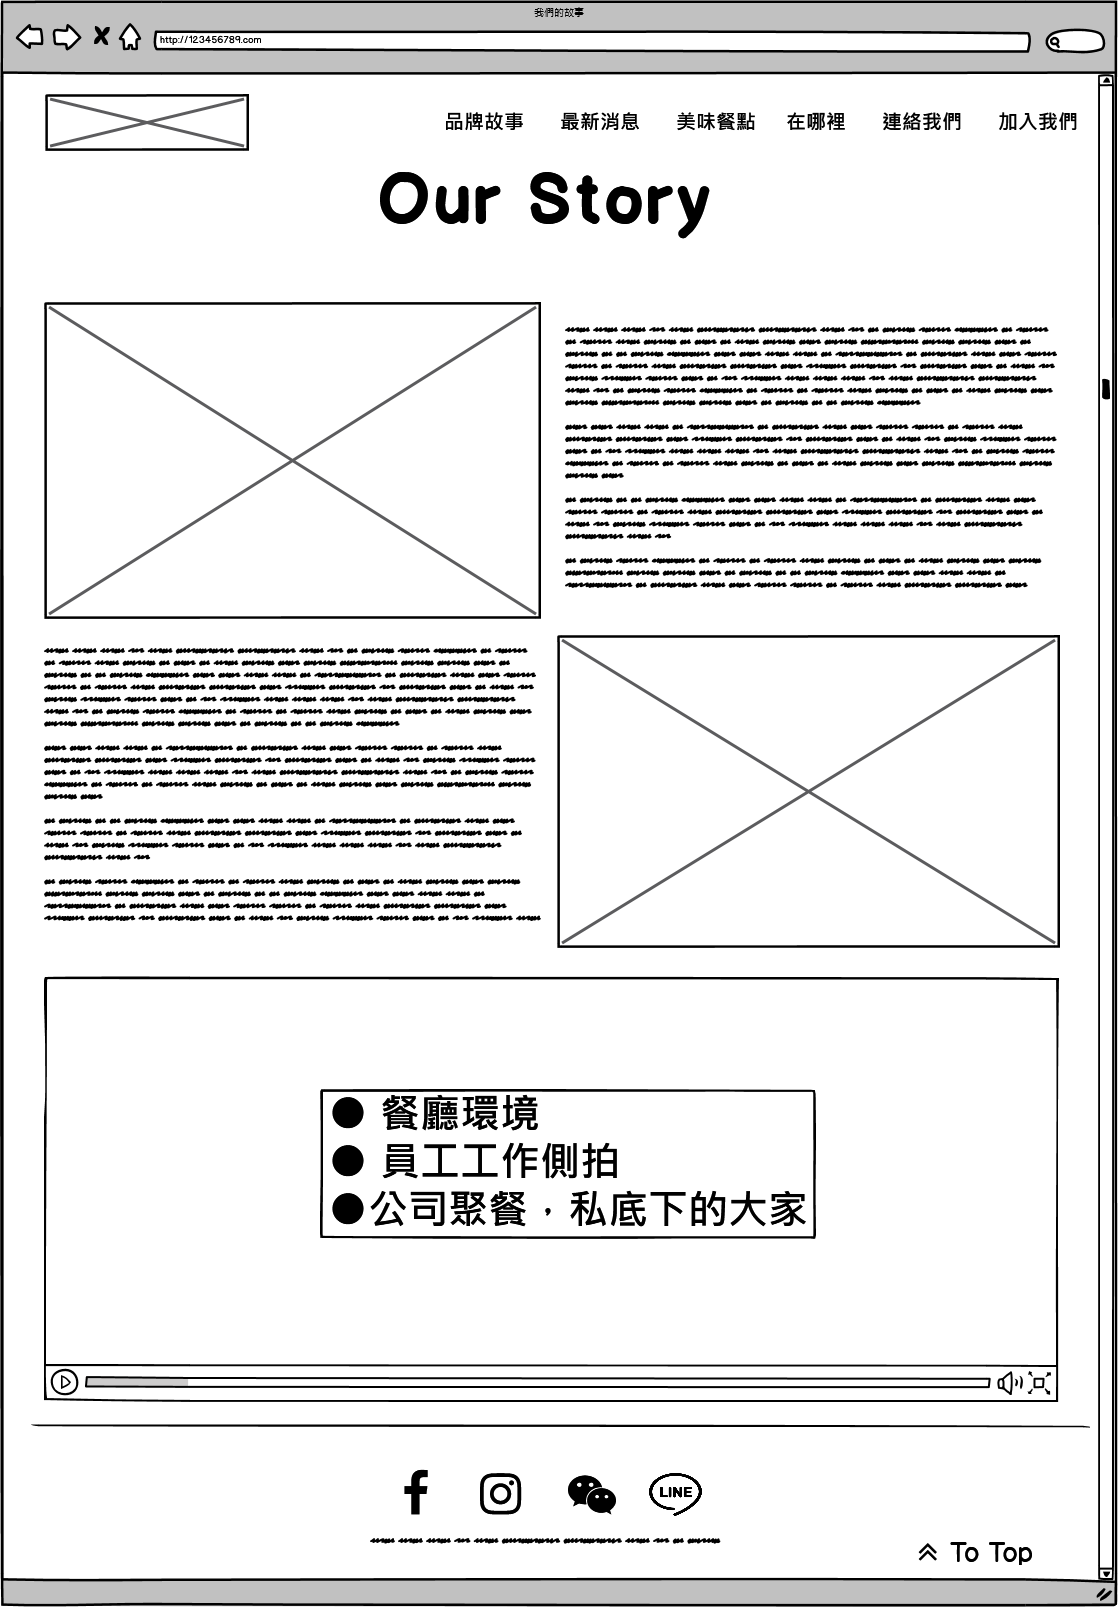 我們的故事
http://123456789.com
品牌故事 最新消息 美味餐點 在哪裡 連絡我們 加入我們
Our Story
● 餐廳環境
● 員工工作側拍
●公司聚餐，私底下的大家
LINE
To Top